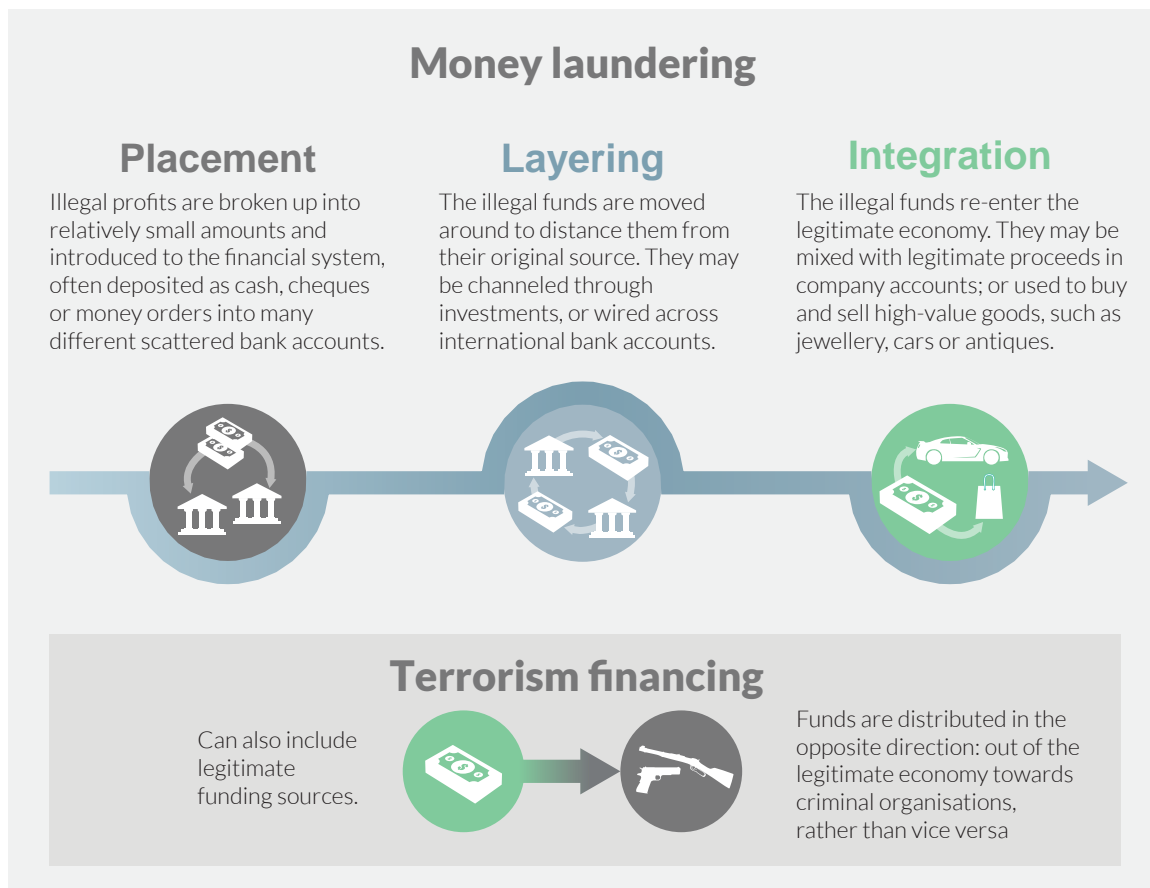 Money laundering
Placement
Illegal profits are broken up into
relatively small amounts and
introduced to the financial system,
often deposited as cash, cheques
or money orders into many
different scattered bank accounts.
Layering
The illegal funds are moved
around to distance them from
their original source. They may
be channeled through
investments, or wired across
international bank accounts.
Integration
The illegal funds re-enter the
legitimate economy. They may be
mixed with legitimate proceeds in
company accounts; or used to buy
and sell high-value goods, such as
jewellery, cars or antiques.
Terrorism financing
Can also include
legitimate
funding sources.
Funds are distributed in the
opposite direction: out of the
legitimate economy towards
criminal organisations,
rather than vice versa